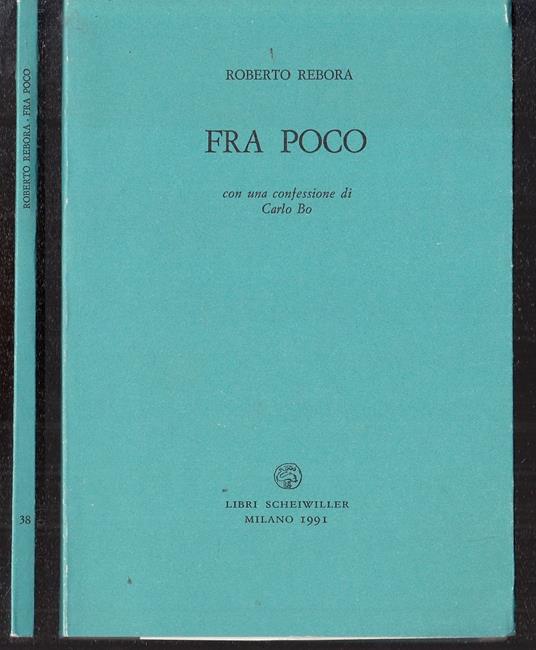 ROBERTO REBORA · FRA POCO
38
ROBERTO REBORA
FRA POCO
con una confessione di
Carlo Bo
LIBRI SCHEIWILLER
MILANO 1991